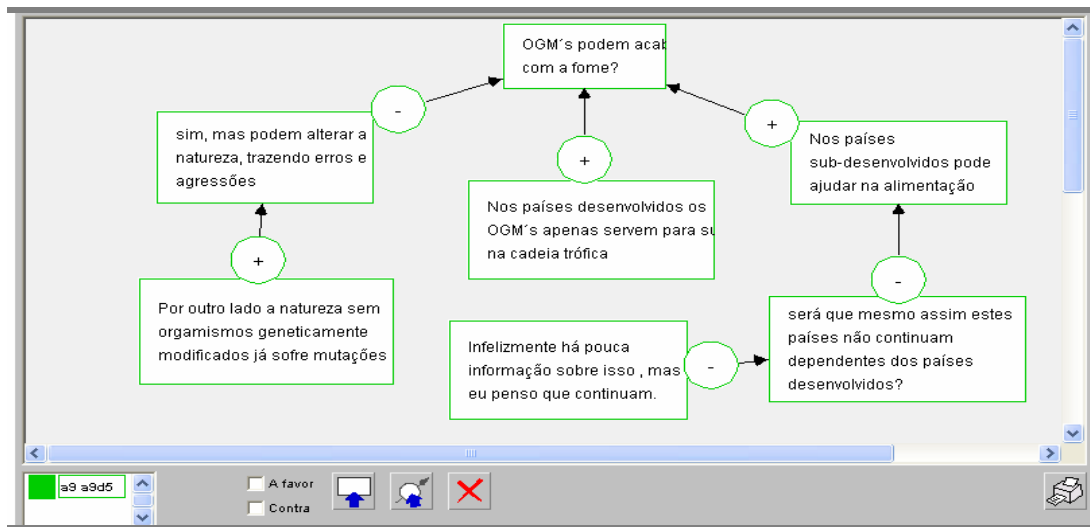 OGM´s podem
com a fome?
-
sim, mas podem alterar a
natureza, trazendo erros e
agressões
+
Nos países
sub-desenvolvidos pode
ajudar na alimentação
+
Nos países desenvolvidos os
OGM´s apenas servem para
na cadeia trófica
+
Por outro lado a natureza sem
orgamismos geneticamente
modificados já sofre mutações
-
será que mesmo assim estes
países não continuam
dependentes dos países
desenvolvidos?
Infelizmente há pouca
informação sobre isso , mas
eu penso que continuam.
-
a9 a9d5
A favor
Contra